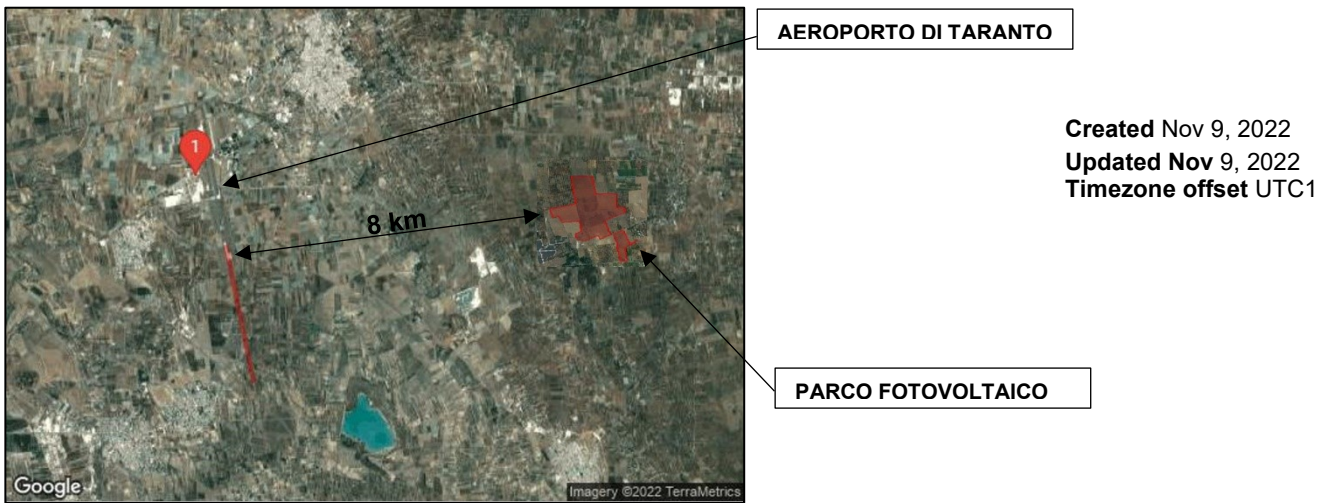 AEROPORTO DI TARANTO
Created Nov 9, 2022
Updated Nov 9, 2022
Timezone offset UTC1
1
8 km
PARCO FOTOVOLTAICO
Google
Imagery ©2022 TerraMetrics